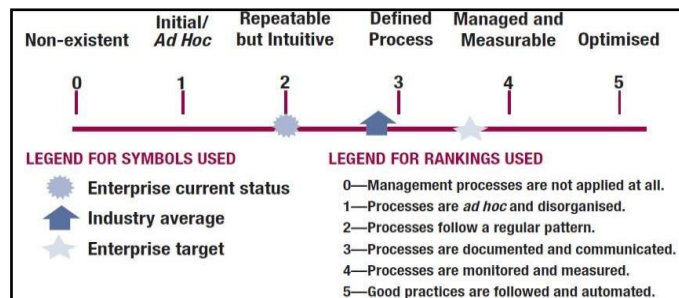 Non-existent
Initial/
Ad Hoc
Repeatable
but Intuitive
Defined
Process
Managed and
Measurable
Optimised
0 1 2 3 4 5
LEGEND FOR SYMBOLS USED
Enterprise current status
Industry average
Enterprise target
LEGEND FOR RANKINGS USED
0—Management processes are not applied at all.
1—Processes are ad hoc and disorganised.
2—Processes follow a regular pattern.
3—Processes are documented and communicated.
4—Processes are monitored and measured.
5—Good practices are followed and automated.